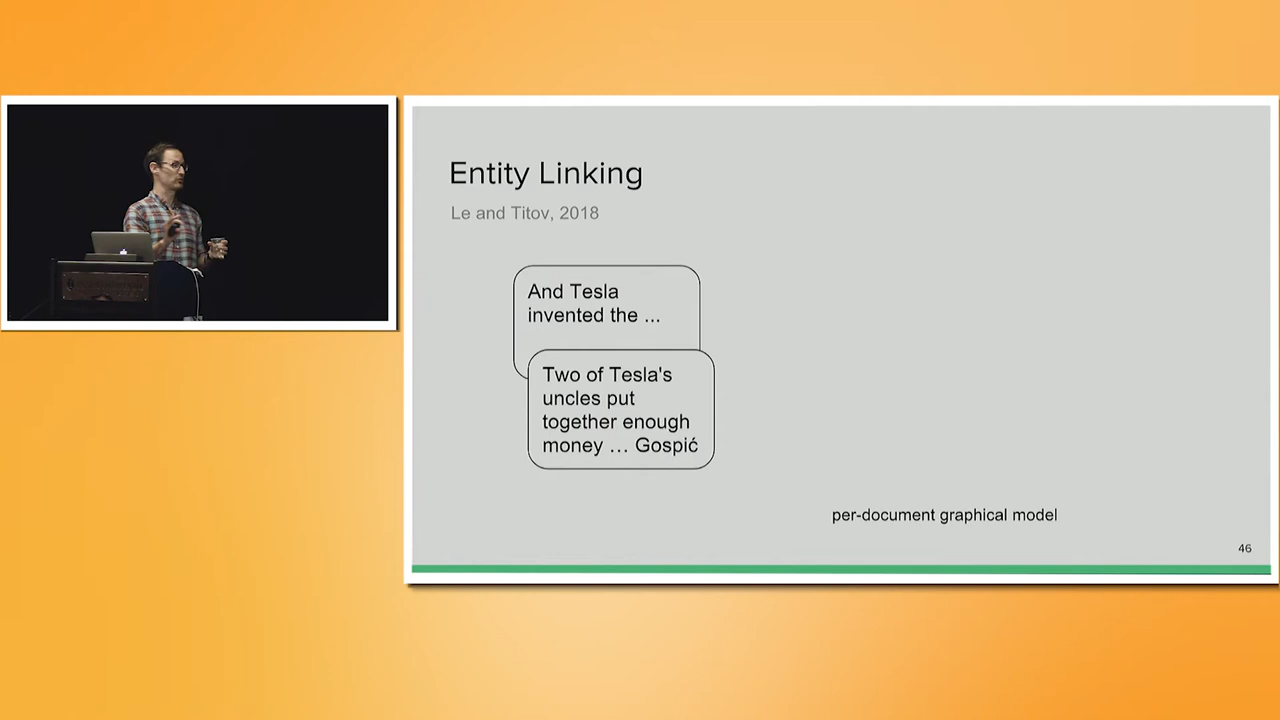 Entity Linking
Le and Titov, 2018
And Tesla
invented the ...
Two of Tesla's
uncles put
together enough
money … Gospić
per-document graphical model
46